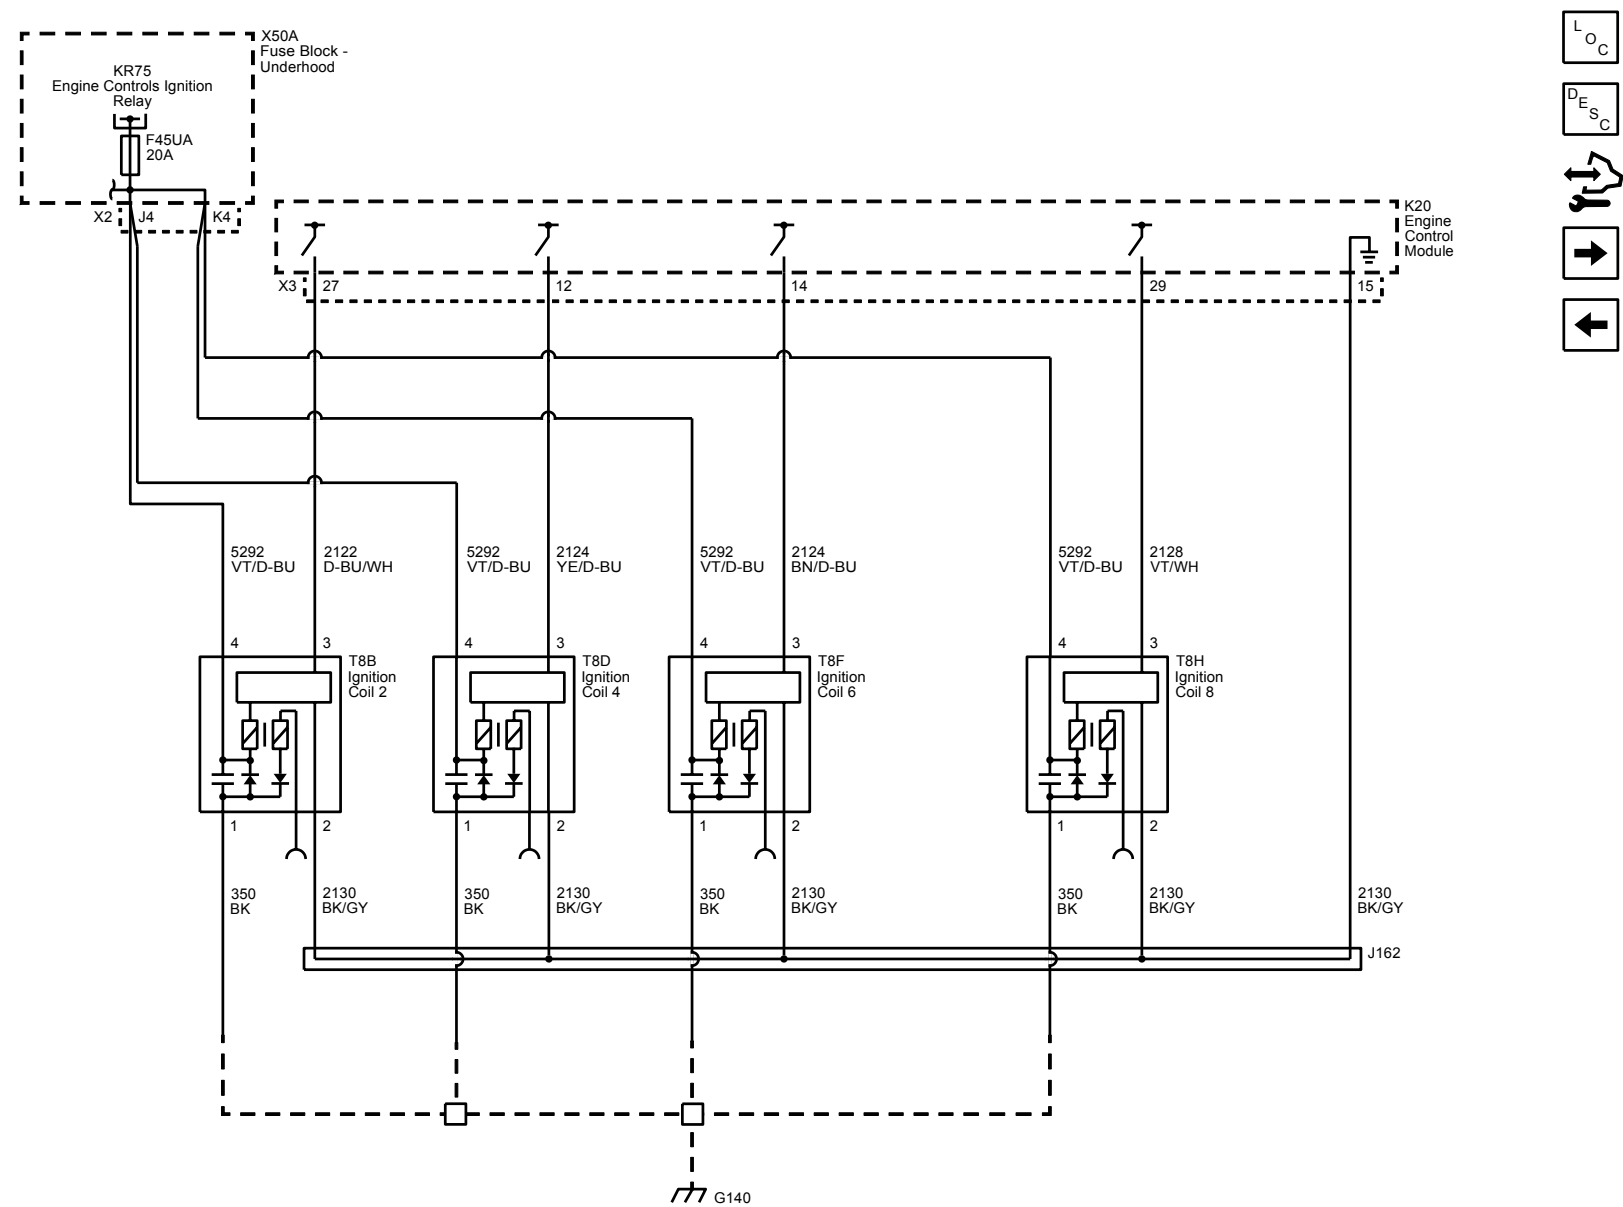 X50A
Fuse Block -
Underhood
KR75
Engine Controls Ignition
Relay
F45UA
20A
X2
J4
K4
K20
Engine
Control
Module
X3
27
12
14
29
15
5292
VT/D-BU
2122
D-BU/WH
5292
VT/D-BU
2124
YE/D-BU
5292
VT/D-BU
2124
BN/D-BU
5292
VT/D-BU
2128
VT/WH
4
3
4
3
4
3
4
3
T8B
Ignition
Coil 2
T8D
Ignition
Coil 4
T8F
Ignition
Coil 6
T8H
Ignition
Coil 8
1
2
1
2
1
2
1
2
350
BK
2130
BK/GY
350
BK
2130
BK/GY
350
BK
2130
BK/GY
350
BK
2130
BK/GY
2130
BK/GY
J162
G140
LOC
DESC